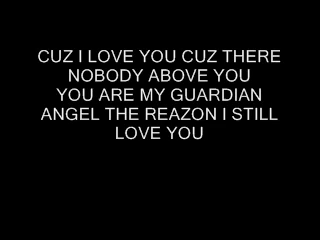 CUZ I LOVE YOU CUZ THERE
NOBODY ABOVE YOU
YOU ARE MY GUARDIAN
ANGEL THE REAZON I STILL
LOVE YOU